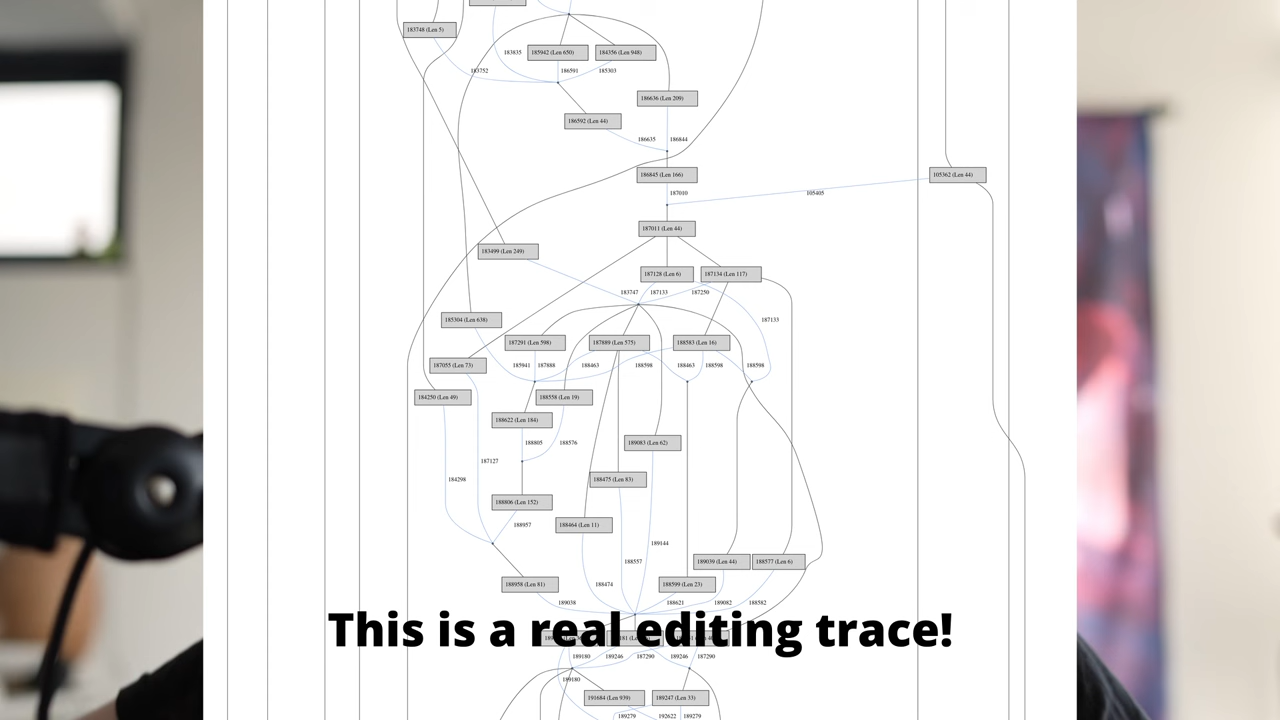 183748 (Len 5)
183835
185942 (Len 650)
184356 (Len 948)
183752
186591
185303
186636 (Len 209)
186592 (Len 44)
186635
186844
186845 (Len 166)
105362 (Len 44)
187010
105405
187011 (Len 44)
183499 (Len 249)
187128 (Len 6)
187134 (Len 117)
183747
187133
187250
185304 (Len 638)
187133
187291 (Len 598)
187889 (Len 575)
188583 (Len 16)
187055 (Len 73)
185941
187888
188463
188598
188463
188598
188598
184250 (Len 49)
188558 (Len 19)
188622 (Len 184)
188805
188576
189083 (Len 62)
187127
184298
188475 (Len 83)
188806 (Len 152)
188957
188464 (Len 11)
189144
188557
189039 (Len 44)
188577 (Len 6)
188958 (Len 81)
188474
188599 (Len 23)
189038
188621
189082
188582
This is a real editing trace!
189180
189246
187290
189246
187290
189180
191684 (Len 939)
189247 (Len 33)
189279
192622
189279